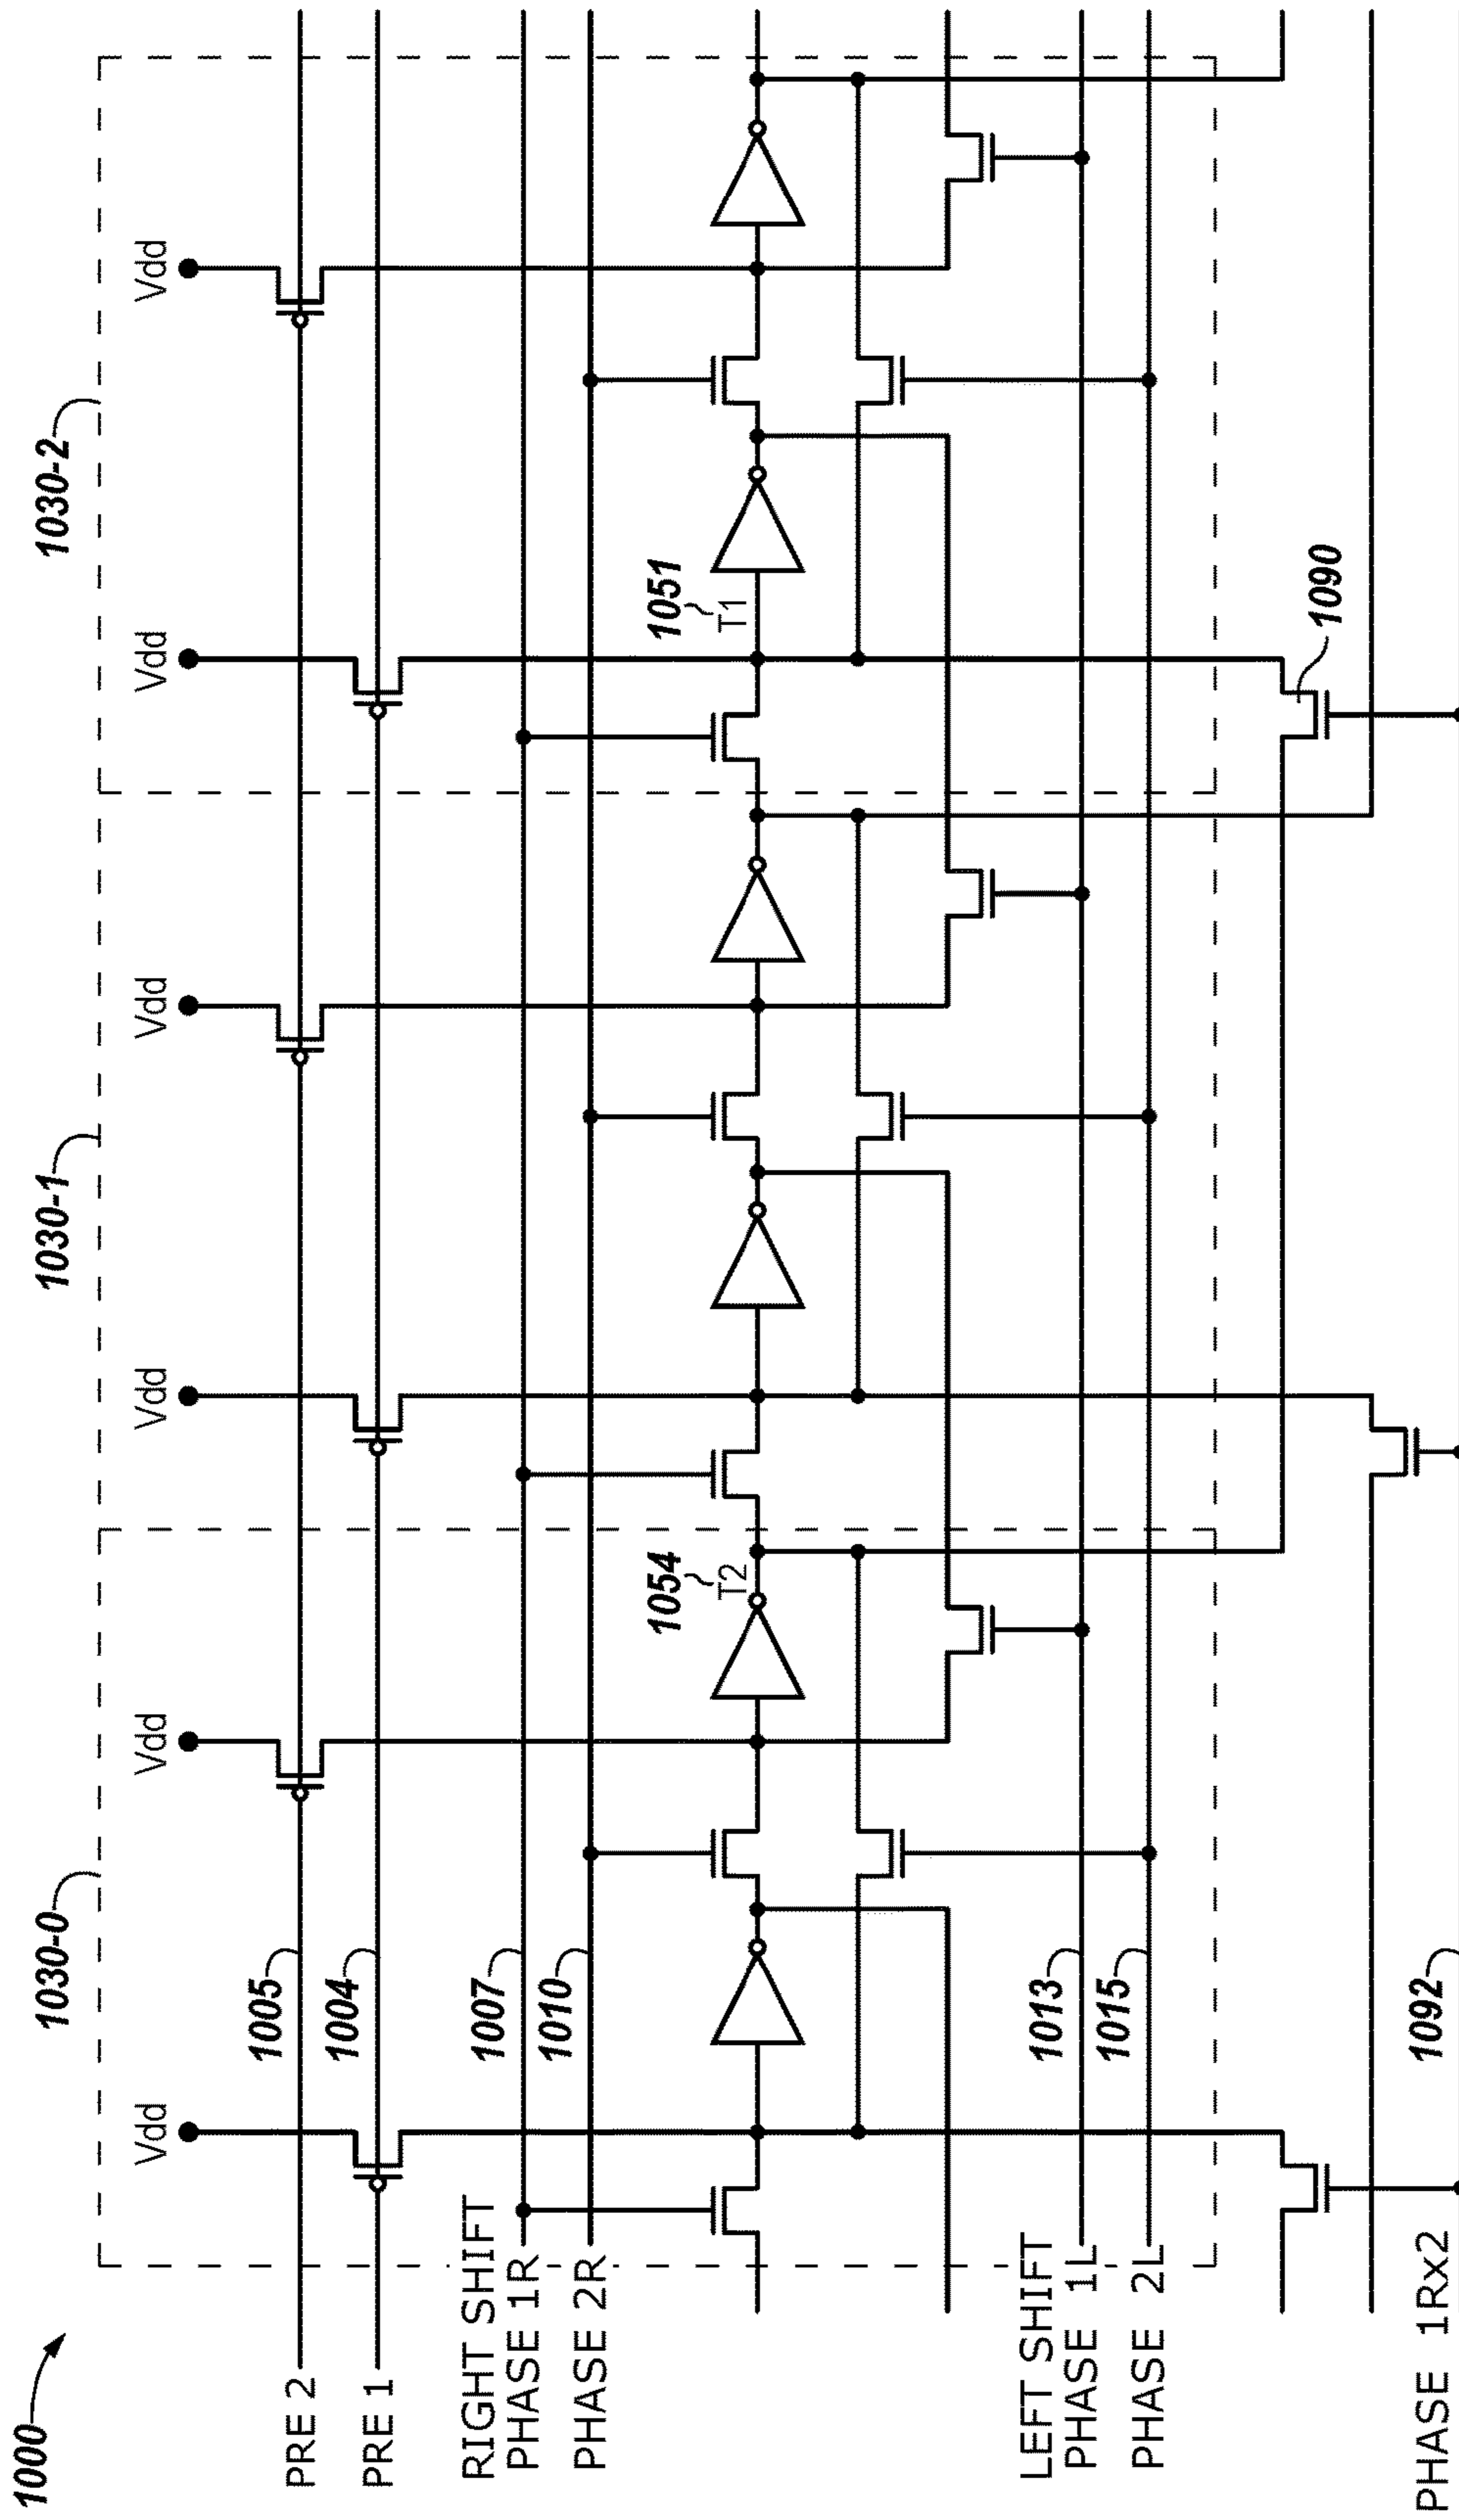 1000
1030-0
1030-1
1030-2
Vdd
Vdd
Vdd
Vdd
Vdd
Vdd
PRE 2
1005
PRE 1
1004
RIGHT SHIFT
PHASE 1R
1007
PHASE 2R
1010
1054
T2
1051
T1
LEFT SHIFT
PHASE 1L
1013
PHASE 2L
1015
1090
PHASE 1Rx2
1092